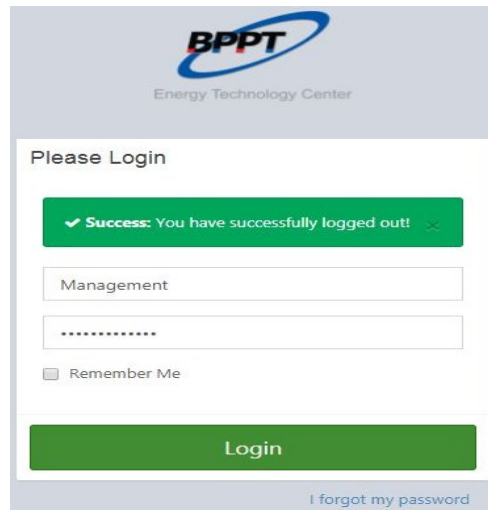 BPPT
Energy Technology Center
Please Login
✔ Success: You have successfully logged out! ×
Management
•••••••••••••
Remember Me
Login
I forgot my password